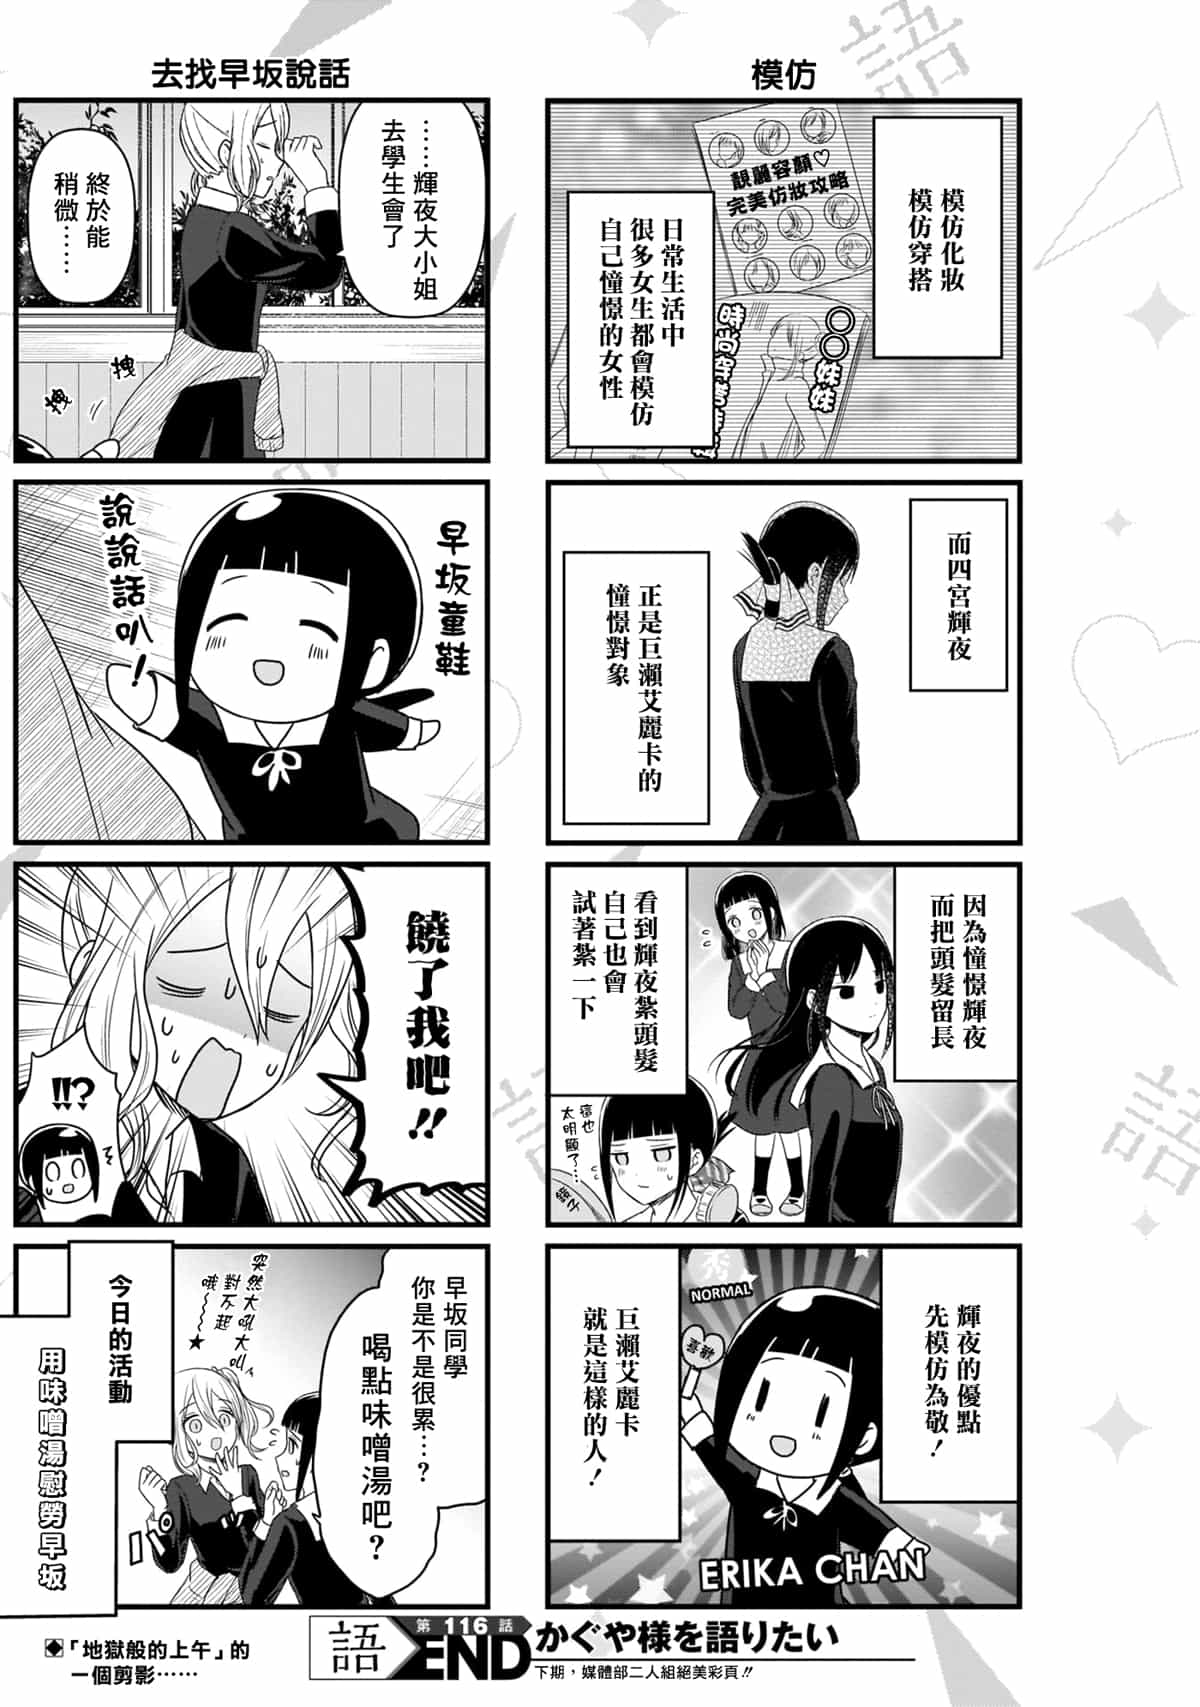 模仿
模仿化妝
模仿穿搭
靚麗容顏♡
完美仿妝攻略
○○妹妹
日常生活中
很多女生都會模仿
自己憧憬的女性
而四宮輝夜
正是巨瀨艾麗卡的
憧憬對象
因為憧憬輝夜
而把頭髮留長
看到輝夜紮頭髮
自己也會
試著紮一下
這也
太明顯了…
輝夜的優點
先模仿為敬！
NORMAL
喜歡
巨瀨艾麗卡
就是這樣的人！
ERIKA CHAN
去找早坂說話
……輝夜大小姐
去學生會了
終於能
稍微……
拽
拽
早坂童鞋
說說話叭！
饒了我吧!!
!!?
早坂同學
你是不是很累…?
喝點味噌湯吧?
突然大吼大叫
對不起
哦～～★
今日的活動
用味噌湯慰勞早坂
◆「地獄般的上午」的
一個剪影……
語
第116話
END
かぐや様を語りたい
下期，媒體部二人組絕美彩頁!!
語
語